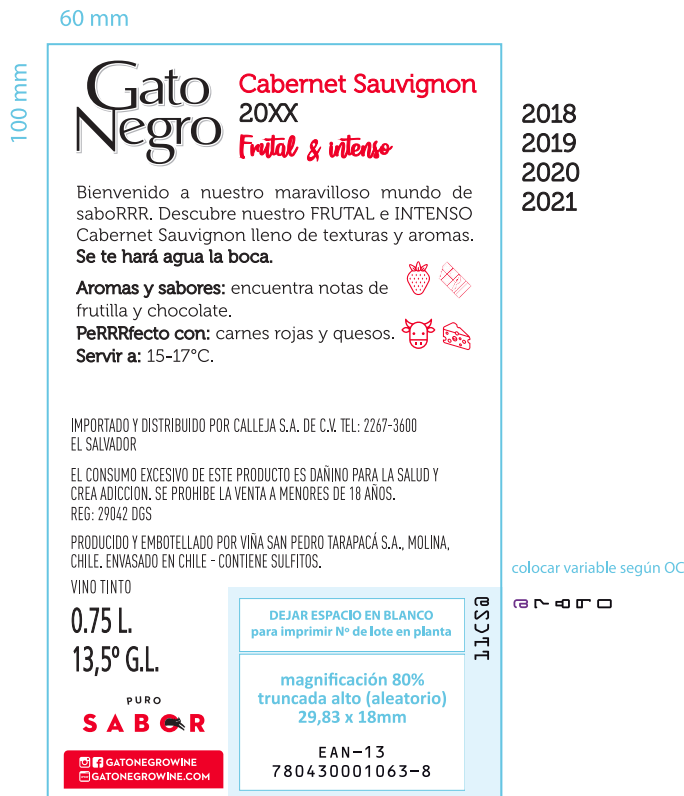 60 mm
100 mm
Gato
Negro
Cabernet Sauvignon
20XX
Frutal & intenso
2018
2019
2020
2021
Bienvenido a nuestro maravilloso mundo de
saboRRR. Descubre nuestro FRUTAL e INTENSO
Cabernet Sauvignon lleno de texturas y aromas.
Se te hará agua la boca.
Aromas y sabores: encuentra notas de
frutilla y chocolate.
PeRRRfecto con: carnes rojas y quesos.
Servir a: 15-17°C.
IMPORTADO Y DISTRIBUIDO POR CALLEJA S.A. DE C.V. TEL: 2267-3600
EL SALVADOR
EL CONSUMO EXCESIVO DE ESTE PRODUCTO ES DAÑINO PARA LA SALUD Y
CREA ADICCION. SE PROHIBE LA VENTA A MENORES DE 18 AÑOS.
REG: 29042 DGS
PRODUCIDO Y EMBOTELLADO POR VIÑA SAN PEDRO TARAPACÁ S.A., MOLINA,
CHILE. ENVASADO EN CHILE - CONTIENE SULFITOS.
VINO TINTO
0.75 L.
13,5º G.L.
PURO
SABOR
GATONEGROWINE
GATONEGROWINE.COM
DEJAR ESPACIO EN BLANCO
para imprimir Nº de lote en planta
magnificación 80%
truncada alto (aleatorio)
29,83 x 18mm
EAN-13
780430001063-8
colocar variable según OC